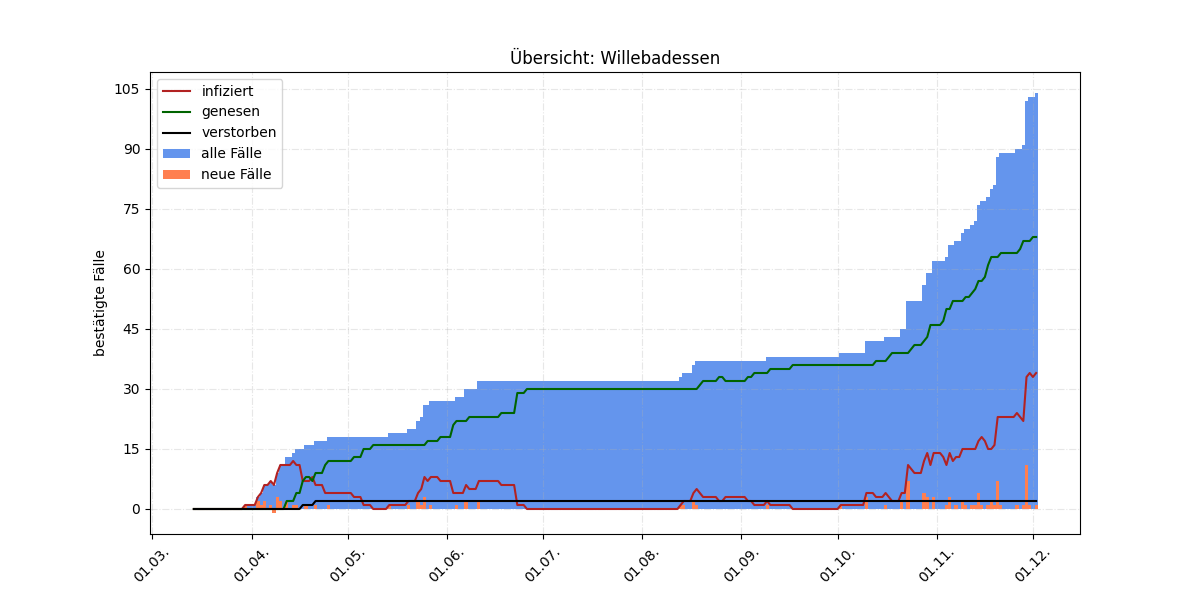 Übersicht: Willebadessen
infiziert
genesen
verstorben
alle Fälle
neue Fälle
bestätigte Fälle
105
90
75
60
45
30
15
0
01.03.
01.04.
01.05.
01.06.
01.07.
01.08.
01.09.
01.10.
01.11.
01.12.